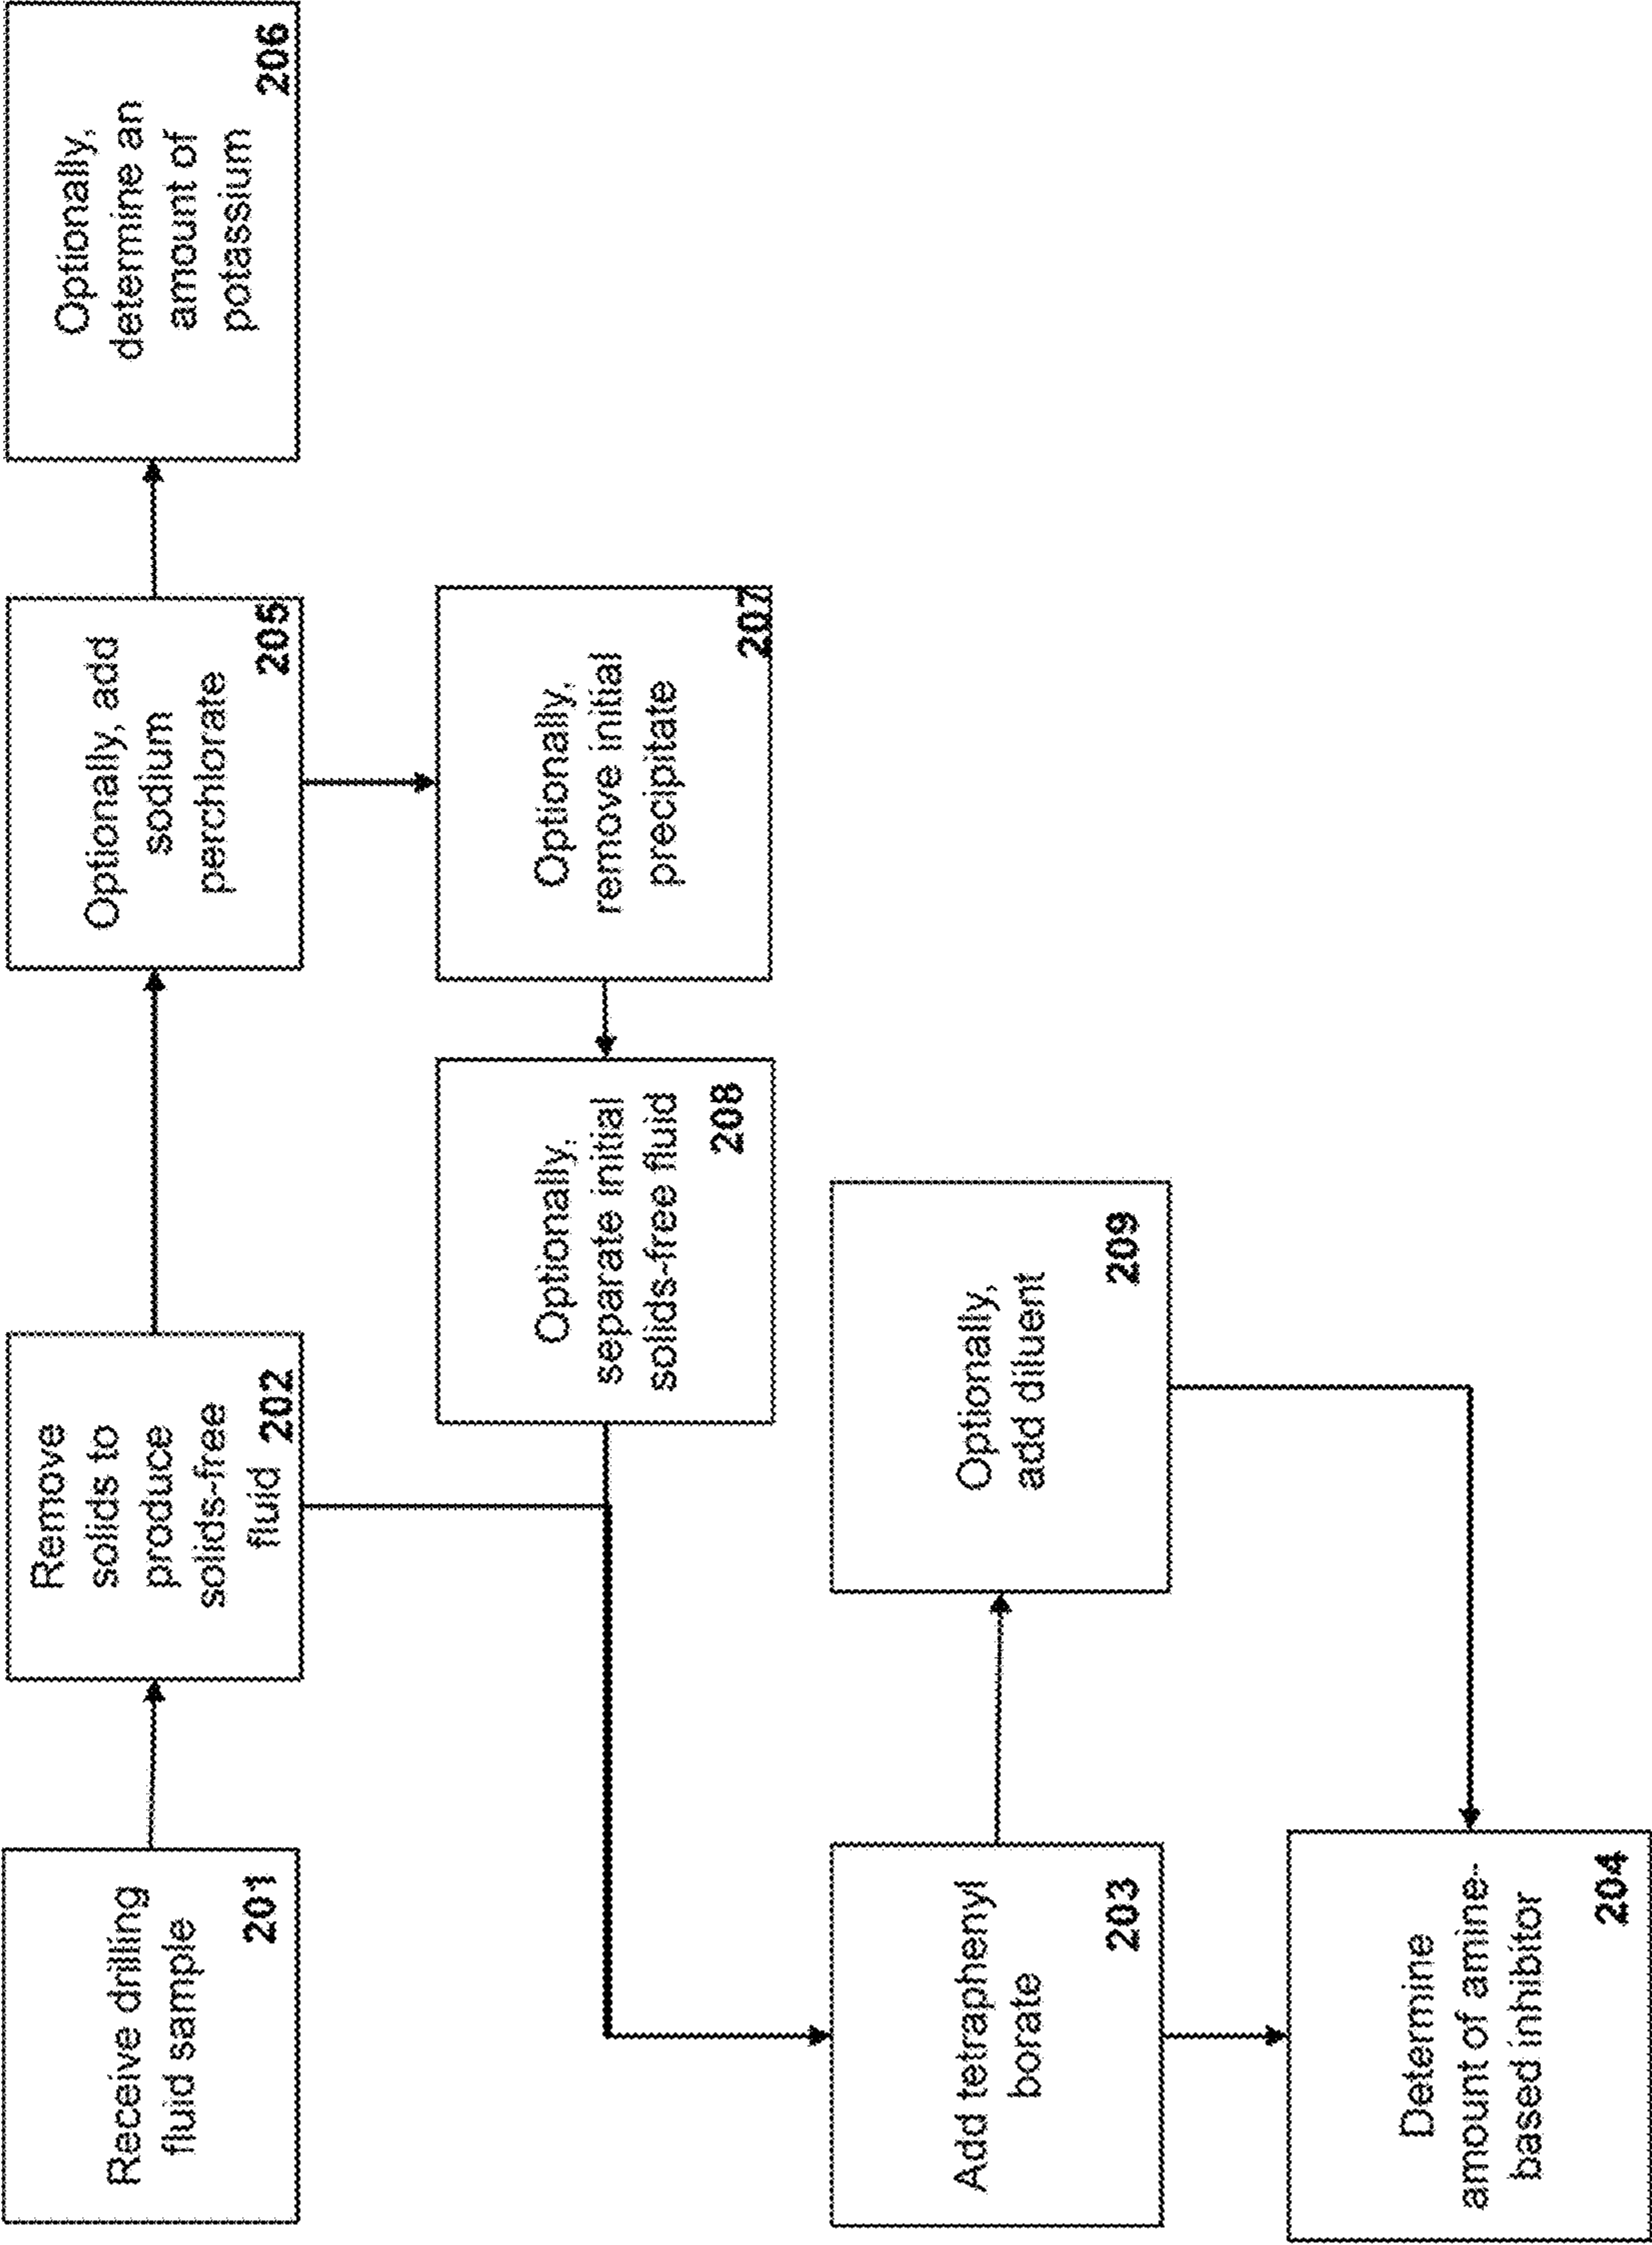 Receive drilling
fluid sample
201
Remove
solids to
produce
solids-free
fluid 202
Optionally, add
sodium
perchlorate
205
Optionally,
determine an
amount of
potassium
206
Optionally,
separate initial
solids-free fluid
208
Optionally,
remove initial
precipitate
207
Add tetraphenyl
borate
203
Optionally,
add diluent
209
Determine
amount of amine-
based inhibitor
204